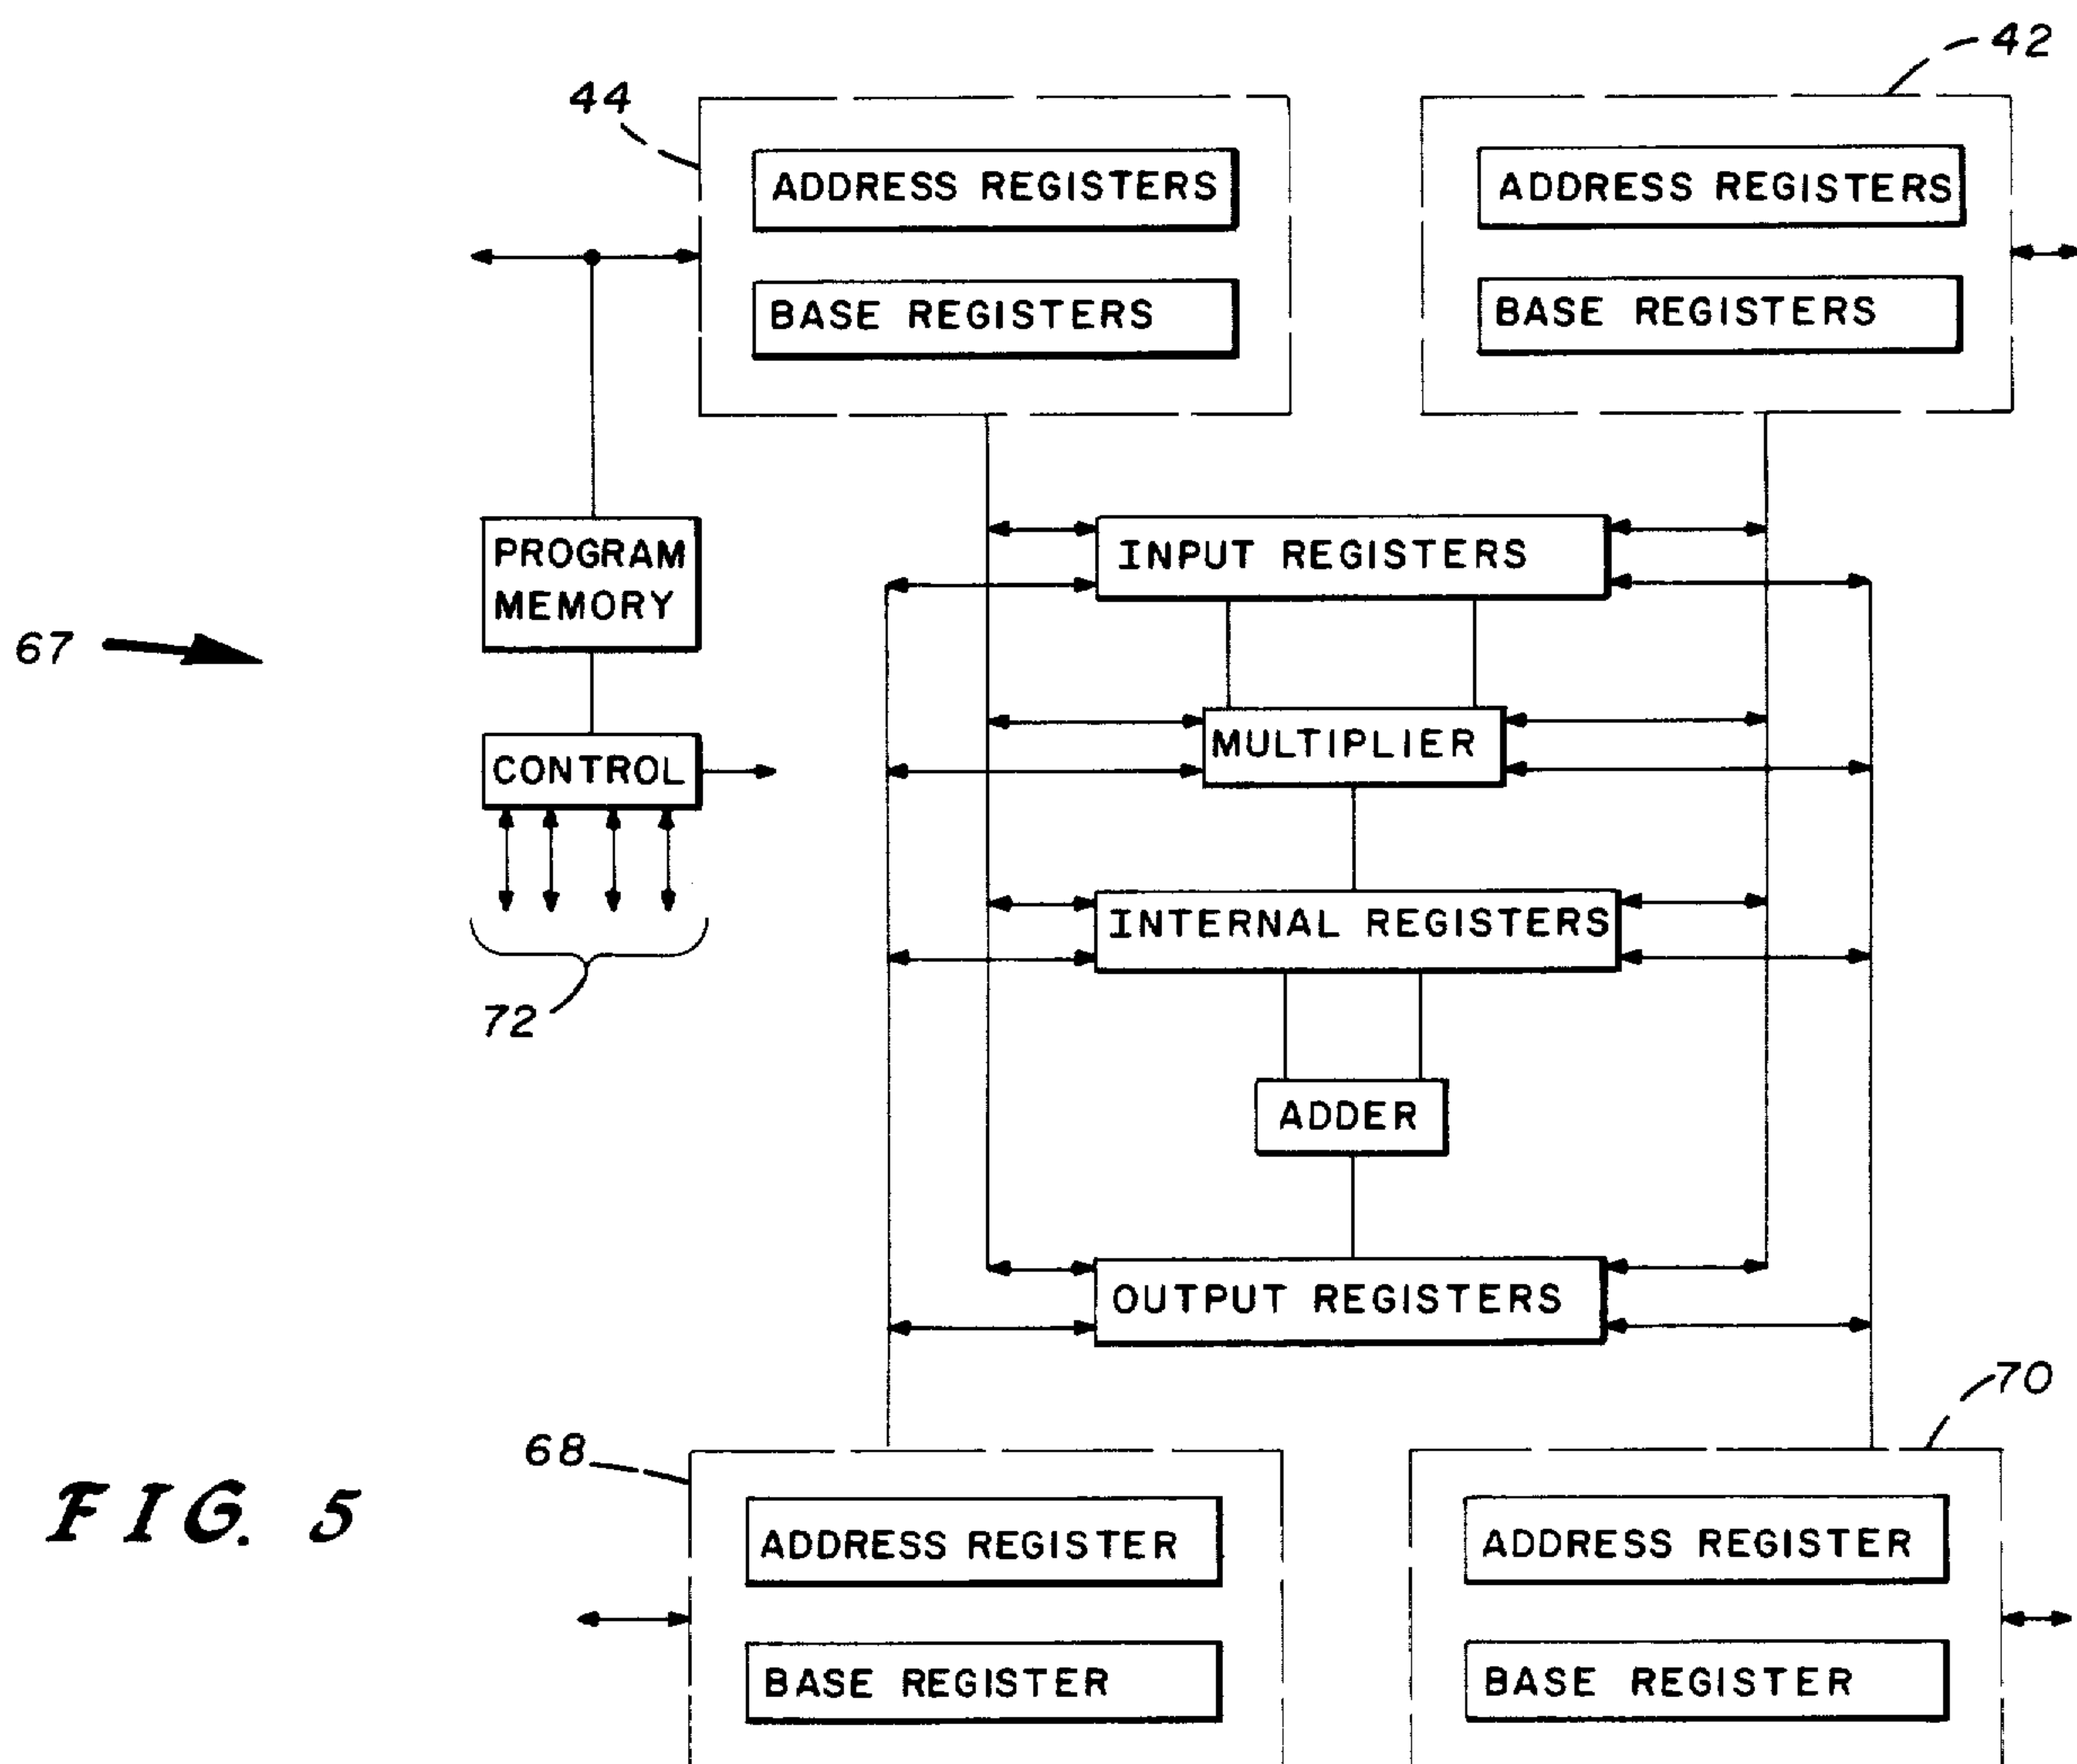 42
44
ADDRESS REGISTERS
BASE REGISTERS
ADDRESS REGISTERS
BASE REGISTERS
PROGRAM
MEMORY
67
CONTROL
72
INPUT REGISTERS
MULTIPLIER
INTERNAL REGISTERS
ADDER
OUTPUT REGISTERS
68
ADDRESS REGISTER
BASE REGISTER
70
ADDRESS REGISTER
BASE REGISTER
FIG. 5